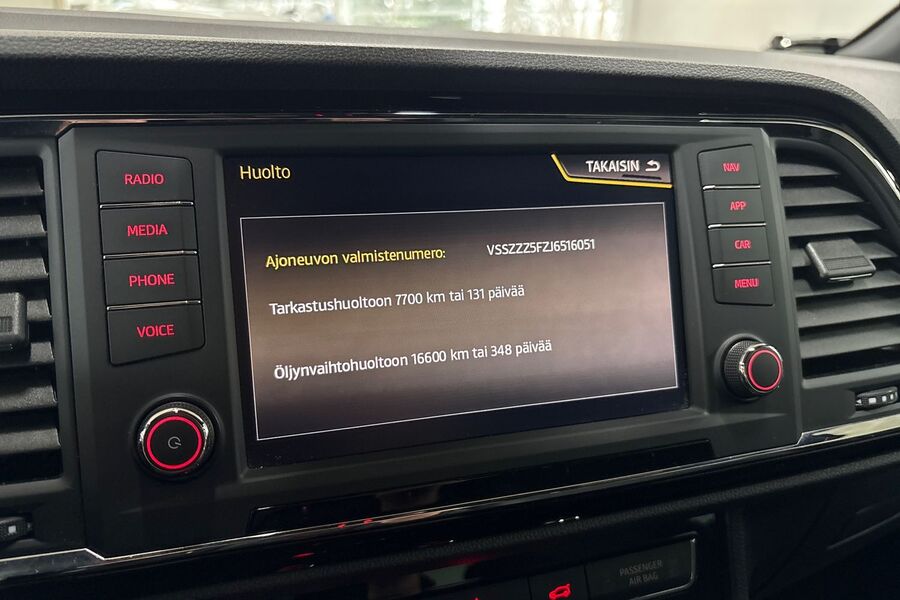 Huolto
TAKAISIN
Ajoneuvon valmistenumero: VSSZZZ5FZJ6516051
Tarkastushuoltoon 7700 km tai 131 päivää
Öljynvaihtohuoltoon 16600 km tai 348 päivää
RADIO
MEDIA
PHONE
VOICE
NAV
APP
CAR
MENU
PASSENGER
AIR BAG